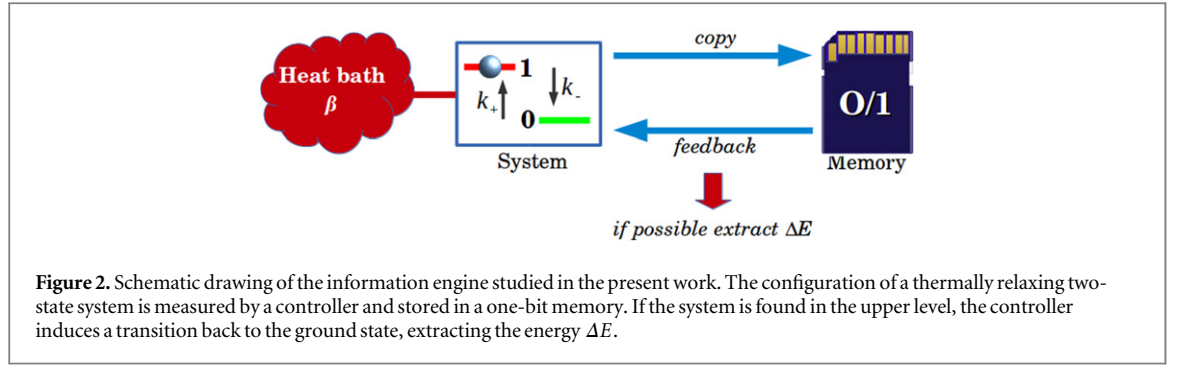 copy
Heat bath
β
1
k+
k-
0
O/1
System
feedback
Memory
if possible extract ΔE
Figure 2. Schematic drawing of the information engine studied in the present work. The configuration of a thermally relaxing two-
state system is measured by a controller and stored in a one-bit memory. If the system is found in the upper level, the controller
induces a transition back to the ground state, extracting the energy ΔE.